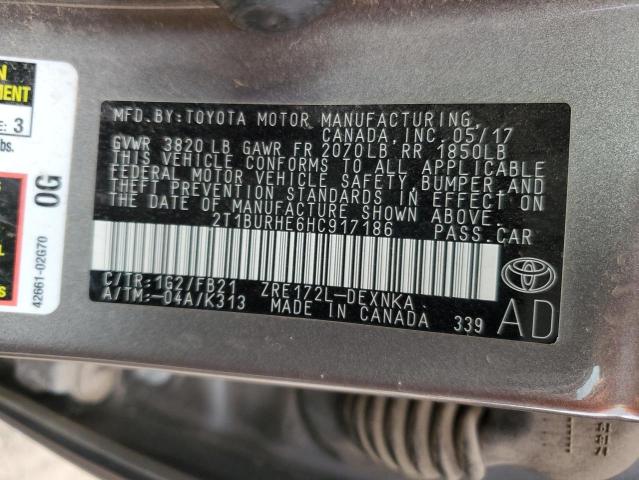 MENT
E: 3
bs.
0G
42661-02G70
MFD.BY:TOYOTA MOTOR MANUFACTURING,
CANADA, INC. 05/17
GVWR 3820 LB GAWR FR 2070LB RR 1850LB
THIS VEHICLE CONFORMS TO ALL APPLICABLE
FEDERAL MOTOR VEHICLE SAFETY, BUMPER, AND
THEFT PREVENTION STANDARDS IN EFFECT ON
THE DATE OF MANUFACTURE SHOWN ABOVE.
2T1BURHE6HC917186 PASS.CAR
C/TR:1G2/FB21 ZRE172L-DEXNKA
A/TM:-04A/K313 MADE IN CANADA 339
AD